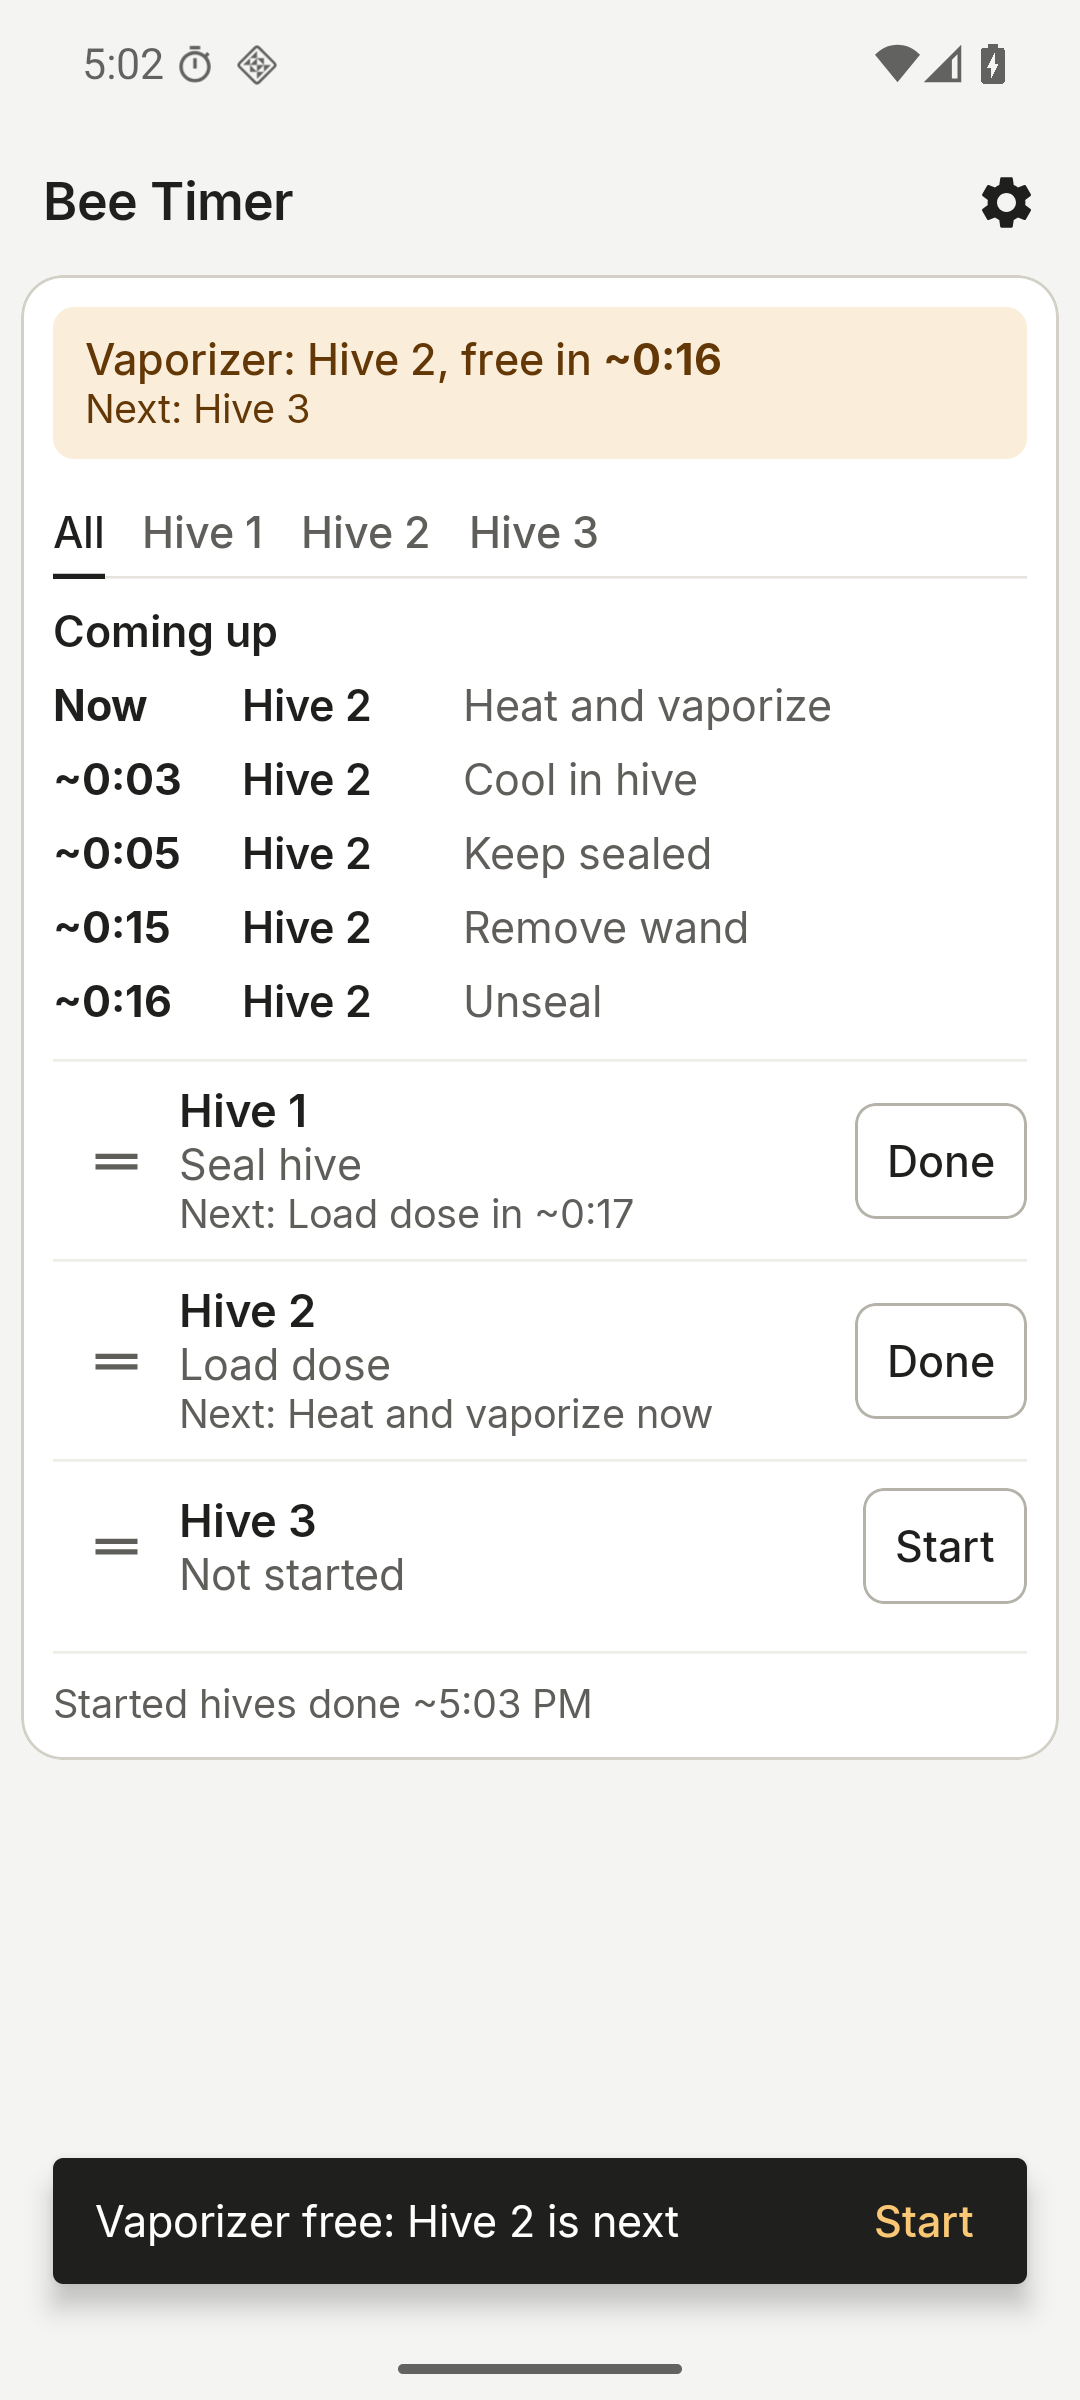 5:02
Bee Timer
Vaporizer: Hive 2, free in ~0:16
Next: Hive 3
All Hive 1 Hive 2 Hive 3
Coming up
Now Hive 2 Heat and vaporize
~0:03 Hive 2 Cool in hive
~0:05 Hive 2 Keep sealed
~0:15 Hive 2 Remove wand
~0:16 Hive 2 Unseal
Hive 1
Seal hive
Next: Load dose in ~0:17
Done
Hive 2
Load dose
Next: Heat and vaporize now
Done
Hive 3
Not started
Start
Started hives done ~5:03 PM
Vaporizer free: Hive 2 is next Start